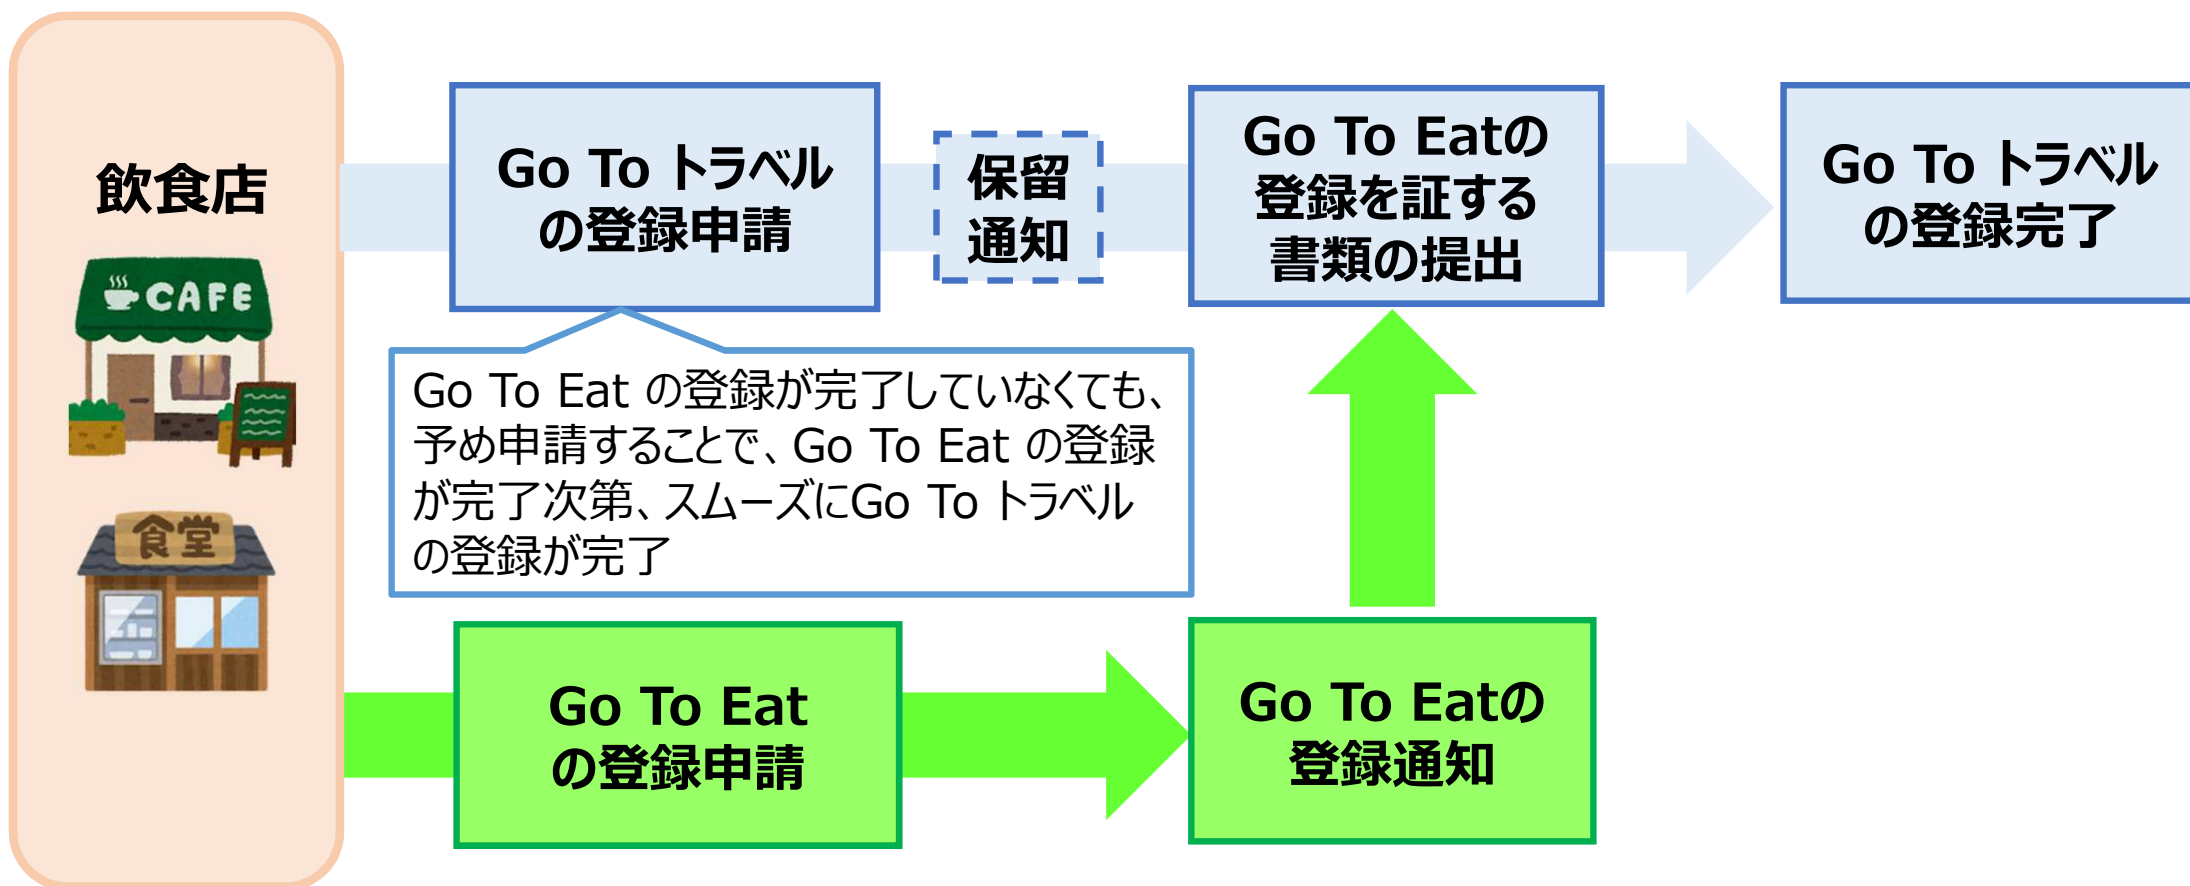 飲食店
CAFE
食堂
Go To トラベル
の登録申請
保留
通知
Go To Eatの
登録を証する
書類の提出
Go To トラベル
の登録完了
Go To Eat の登録が完了していなくても、
予め申請することで、Go To Eat の登録
が完了次第、スムーズにGo To トラベル
の登録が完了
Go To Eat
の登録申請
Go To Eatの
登録通知